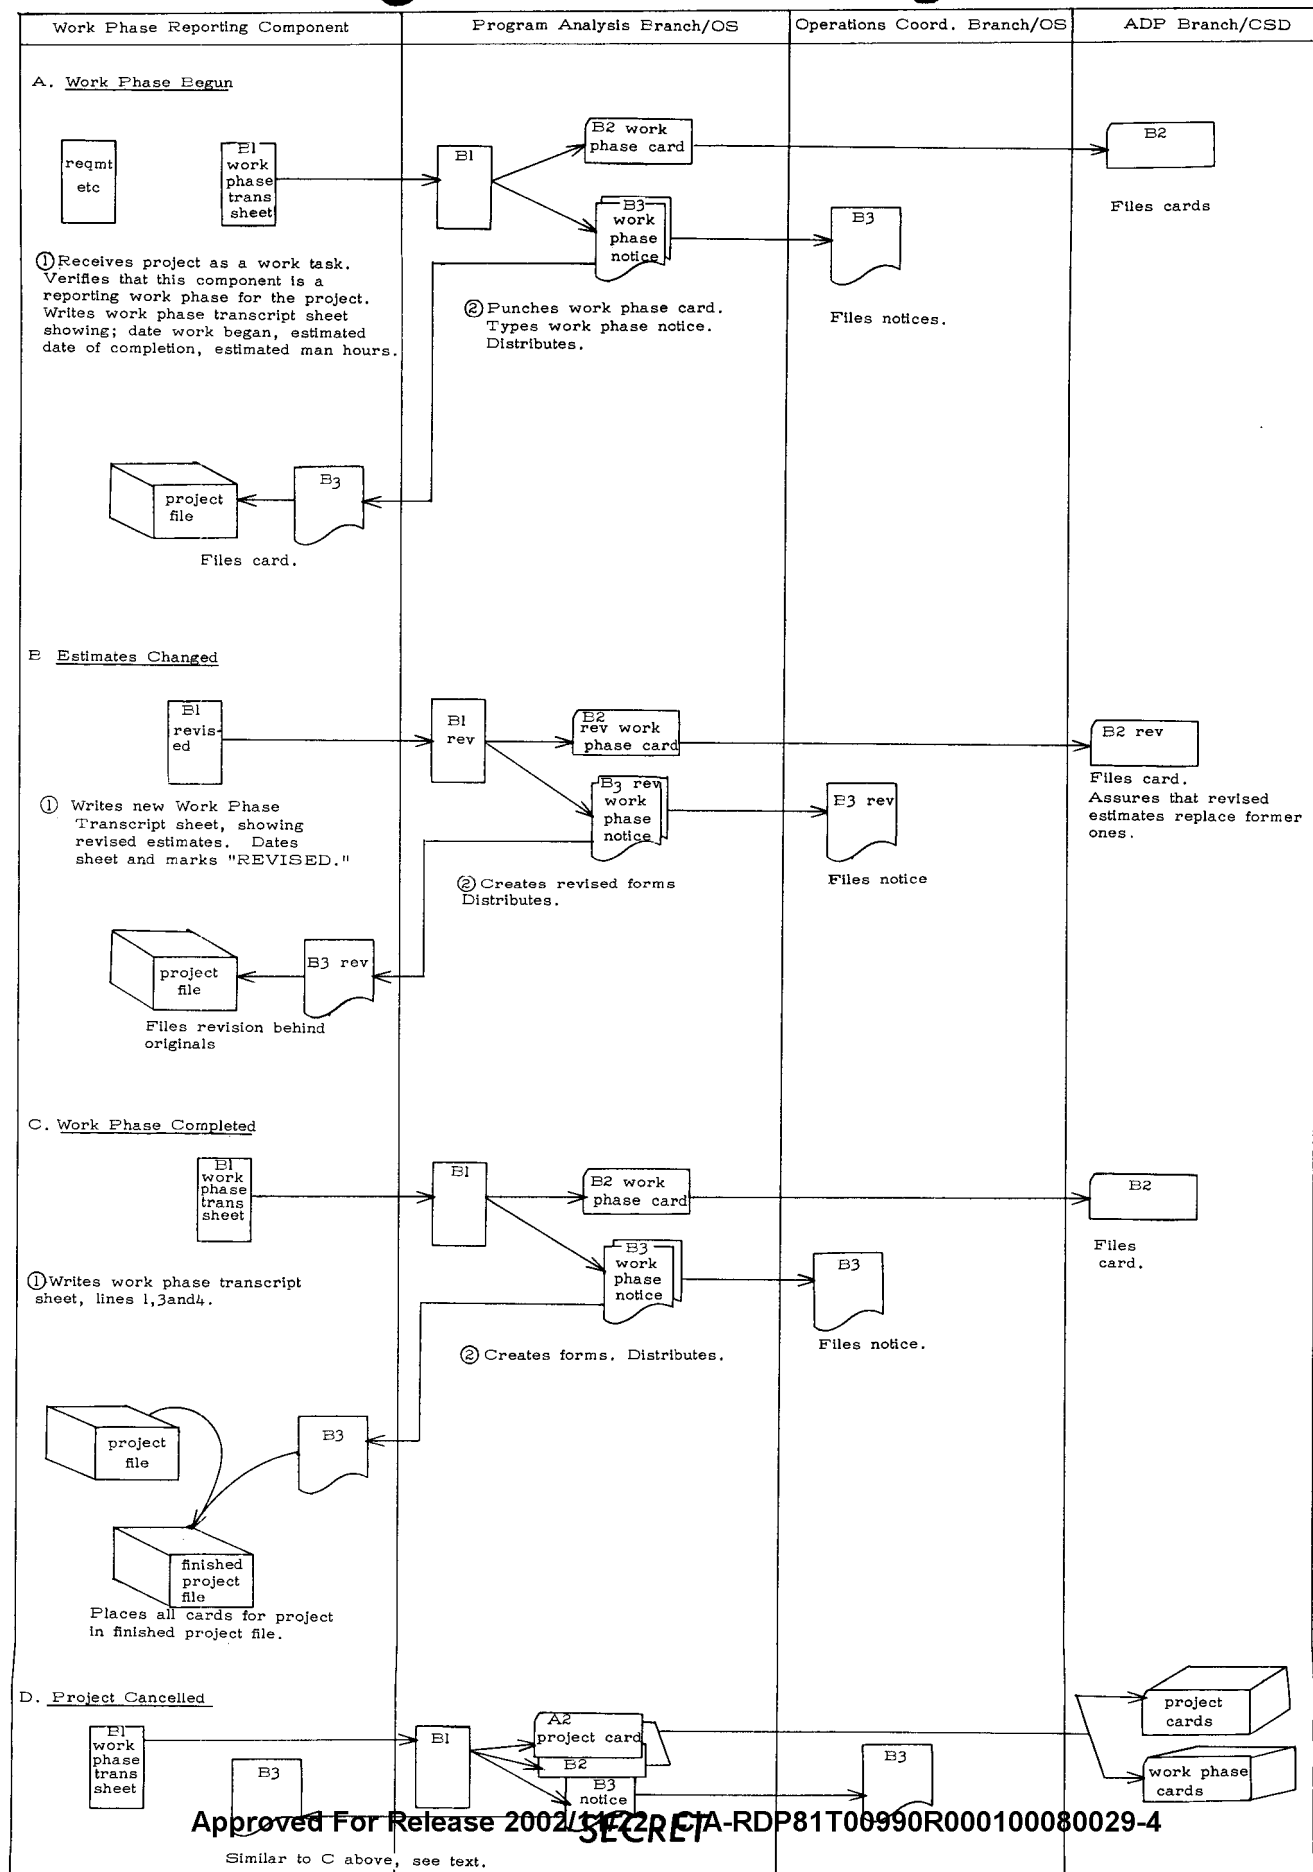 Work Phase Reporting Component
Program Analysis Branch/OS
Operations Coord. Branch/OS
ADP Branch/CSD
A. Work Phase Begun
reqmt
etc
B1
work
phase
trans
sheet
B1
B2 work
phase card
B2
Files cards
B3
work
phase
notice
B3
Files notices.
①Receives project as a work task.
Verifies that this component is a
reporting work phase for the project.
Writes work phase transcript sheet
showing; date work began, estimated
date of completion, estimated man hours.
②Punches work phase card.
Types work phase notice.
Distributes.
project
file
B3
Files card.
B Estimates Changed
B1
revis-
ed
B1
rev
B2
rev work
phase card
B2 rev
Files card.
Assures that revised
estimates replace former
ones.
B3 rev
work
phase
notice
B3 rev
Files notice
① Writes new Work Phase
Transcript sheet, showing
revised estimates. Dates
sheet and marks "REVISED."
② Creates revised forms
Distributes.
project
file
B3 rev
Files revision behind
originals
C. Work Phase Completed
B1
work
phase
trans
sheet
B1
B2 work
phase card
B2
Files
card.
B3
work
phase
notice
B3
Files notice.
①Writes work phase transcript
sheet, lines 1,3and4.
② Creates forms. Distributes.
project
file
B3
finished
project
file
Places all cards for project
in finished project file.
D. Project Cancelled
B1
work
phase
trans
sheet
B3
B1
A2
project card
B2
B3
notice
B3
project
cards
work phase
cards
Approved For Release 2002/ CIA-RDP81T00990R000100080029-4
SECRET
Similar to C above, see text.